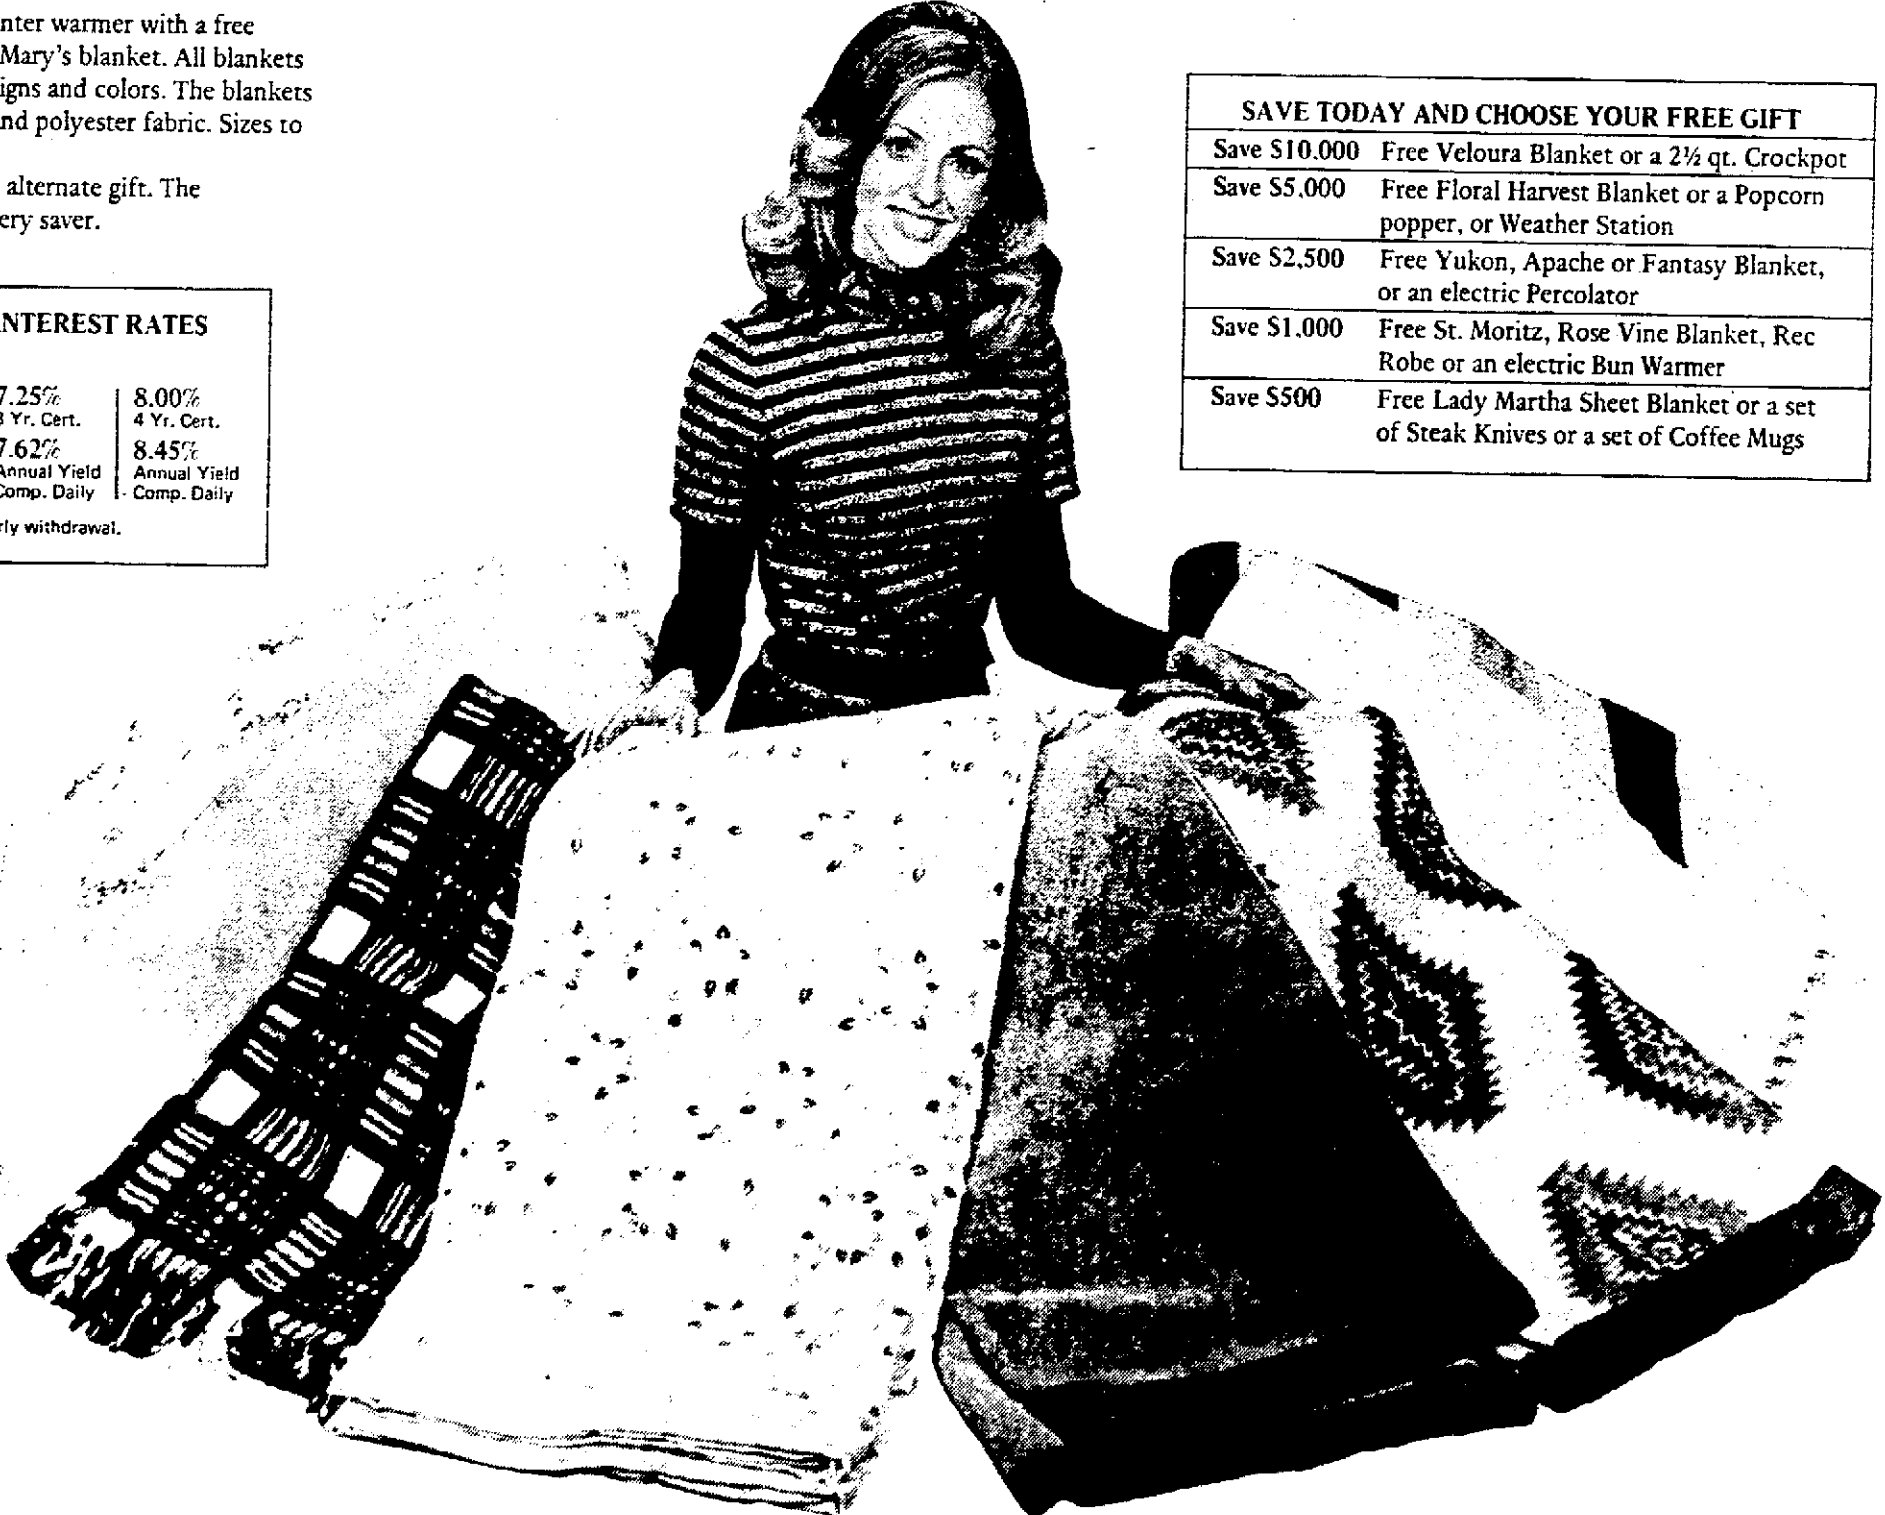 nter warmer with a free
Mary's blanket. All blankets
igns and colors. The blankets
nd polyester fabric. Sizes to
alternate gift. The
ery saver.
NTEREST RATES
7.25% 8.00%
3 Yr. Cert. 4 Yr. Cert.
7.62% 8.45%
Annual Yield Annual Yield
Comp. Daily Comp. Daily
rly withdrawal.
SAVE TODAY AND CHOOSE YOUR FREE GIFT
Save $10,000 Free Veloura Blanket or a 2½ qt. Crockpot
Save $5,000 Free Floral Harvest Blanket or a Popcorn
popper, or Weather Station
Save $2,500 Free Yukon, Apache or Fantasy Blanket,
or an electric Percolator
Save $1,000 Free St. Moritz, Rose Vine Blanket, Rec
Robe or an electric Bun Warmer
Save $500 Free Lady Martha Sheet Blanket or a set
of Steak Knives or a set of Coffee Mugs